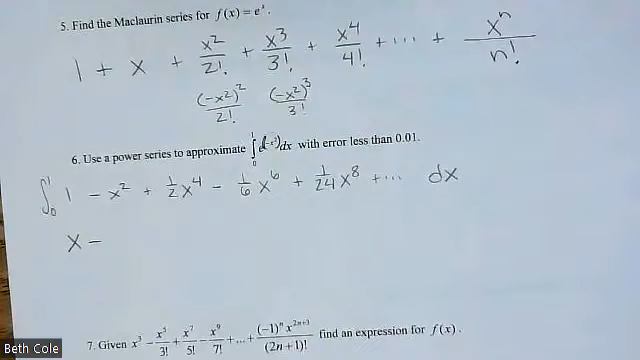 5. Find the Maclaurin series for f(x) = eˣ.
1 + x + x²/2! + x³/3! + x⁴/4! + ... + xⁿ/n!
(-x²)²/2! (-x²)³/3!
6. Use a power series to approximate ∫₀¹ e^(-x²) dx with error less than 0.01.
∫₀¹ 1 - x² + 1/2 x⁴ - 1/6 x⁶ + 1/24 x⁸ + ... dx
x -
7. Given x³ - x⁵/3! + x⁷/5! - x⁹/7! + ... + (-1)ⁿ x²ⁿ⁺³/(2n+1)! find an expression for f(x).
Beth Cole